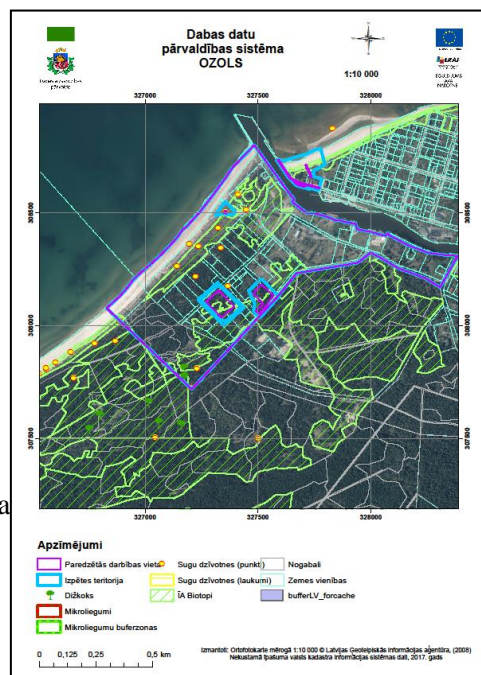 Dabas datu
pārvaldības sistēma
OZOLS
1:10 000
327000
327500
328000
308500
308500
308000
308000
307500
307500
327000
327500
328000
a
Apzīmējumi
Paredzētās darbības vieta
Izpētes teritorija
Dižkoks
Mikroliegumi
Mikroliegumu buferzonas
Sugu dzīvotnes (punkti)
Sugu dzīvotnes (laukumi)
ĪA Biotopi
Nogabali
Zemes vienības
bufferLV_forcache
0 0,125 0,25 0,5 km
Izmantoti: Ortofotokarte mērogā 1:10 000 © Latvijas Ģeotelpiskās informācijas aģentūra, (2008)
Nekustamā īpašuma valsts kadastra informācijas sistēmas dati, 2017. gads